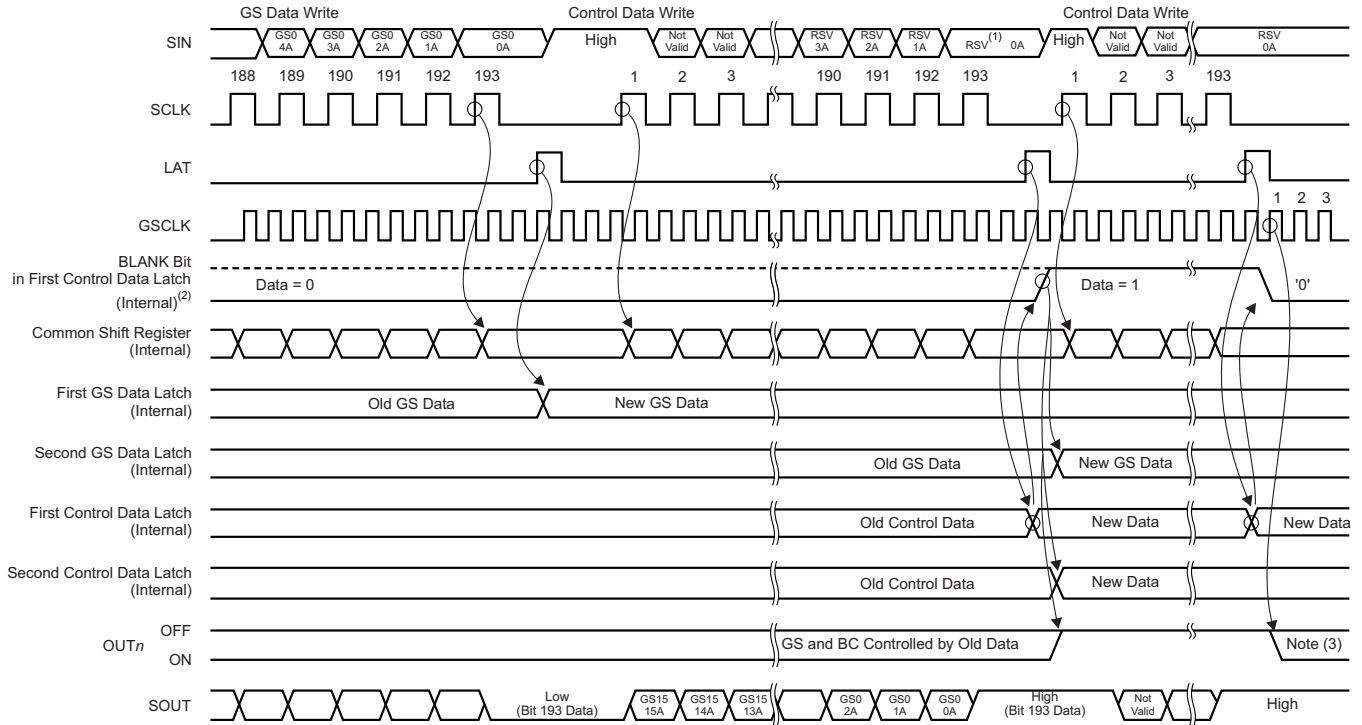 GS Data Write
Control Data Write
Control Data Write
SIN
GS0 4A
GS0 3A
GS0 2A
GS0 1A
GS0 0A
High
Not Valid
Not Valid
RSV 3A
RSV 2A
RSV 1A
RSV(1) 0A
High
Not Valid
Not Valid
RSV 0A
188 189 190 191 192 193 1 2 3 190 191 192 193 1 2 3 193
SCLK
LAT
1 2 3
GSCLK
BLANK Bit
in First Control Data Latch
(Internal)(2)
Data = 0
Data = 1
'0'
Common Shift Register
(Internal)
First GS Data Latch
(Internal)
Old GS Data
New GS Data
Second GS Data Latch
(Internal)
Old GS Data
New GS Data
First Control Data Latch
(Internal)
Old Control Data
New Data
New Data
Second Control Data Latch
(Internal)
Old Control Data
New Data
OUTn
OFF
ON
GS and BC Controlled by Old Data
Note (3)
SOUT
Low
(Bit 193 Data)
GS15 15A
GS15 14A
GS15 13A
GS0 2A
GS0 1A
GS0 0A
High
(Bit 193 Data)
Not Valid
High